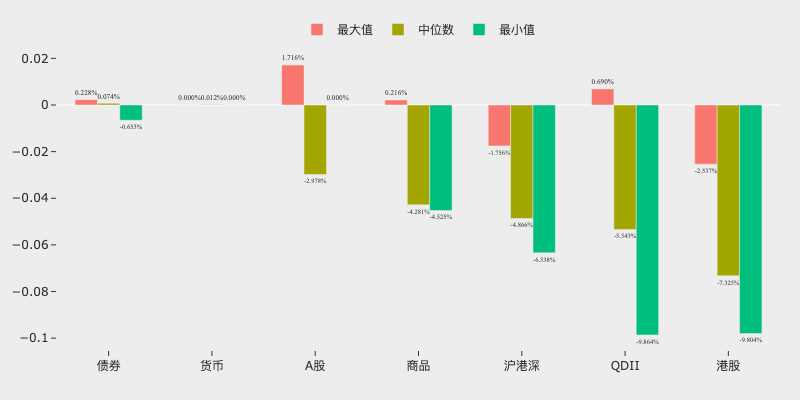 最大值 中位数 最小值
0.02
0
−0.02
−0.04
−0.06
−0.08
−0.1
0.228% 0.074% -0.653%
0.000% 0.012% 0.000%
1.716% -2.978% 0.000%
0.216% -4.281% -4.525%
-1.756% -4.866% -6.338%
0.690% -5.343% -9.864%
-2.537% -7.325% -9.804%
债券 货币 A股 商品 沪港深 QDII 港股